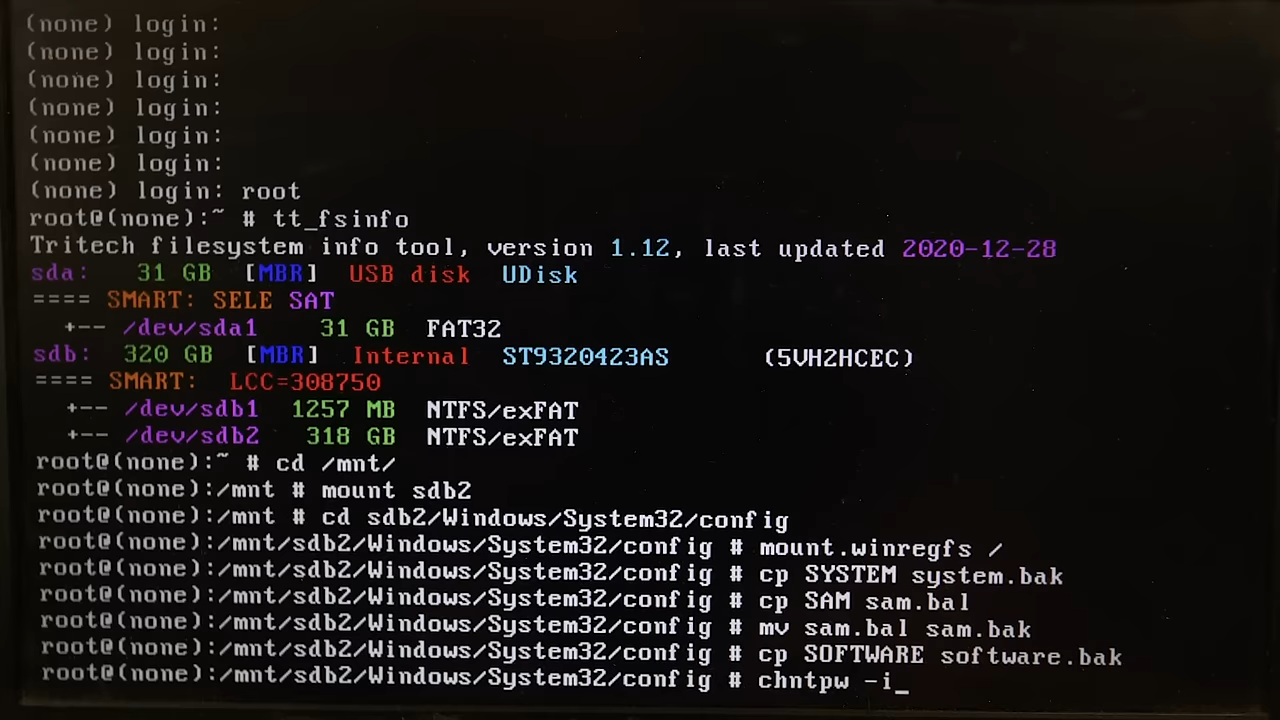 (none) login:
(none) login:
(none) login:
(none) login:
(none) login:
(none) login:
(none) login: root
root@(none):~ # tt_fsinfo
Tritech filesystem info tool, version 1.12, last updated 2020-12-28
sda: 31 GB [MBR] USB disk UDisk
==== SMART: SELE SAT
+-- /dev/sda1 31 GB FAT32
sdb: 320 GB [MBR] Internal ST9320423AS (5VH2HCEC)
==== SMART: LCC=308750
+-- /dev/sdb1 1257 MB NTFS/exFAT
+-- /dev/sdb2 318 GB NTFS/exFAT
root@(none):~ # cd /mnt/
root@(none):/mnt # mount sdb2
root@(none):/mnt # cd sdb2/Windows/System32/config
root@(none):/mnt/sdb2/Windows/System32/config # mount.winregfs /
root@(none):/mnt/sdb2/Windows/System32/config # cp SYSTEM system.bak
root@(none):/mnt/sdb2/Windows/System32/config # cp SAM sam.bal
root@(none):/mnt/sdb2/Windows/System32/config # mv sam.bal sam.bak
root@(none):/mnt/sdb2/Windows/System32/config # cp SOFTWARE software.bak
root@(none):/mnt/sdb2/Windows/System32/config # chntpw -i_